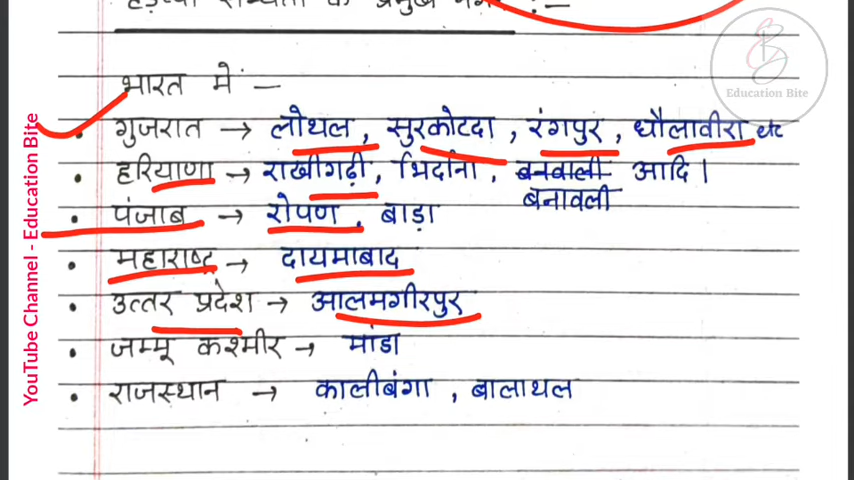 भारत में —
• गुजरात → लोथल, सुरकोटदा, रंगपुर, धौलावीरा etc
• हरियाणा → राखीगढ़ी, भिर्दाना, बनवाली आदि।
बनावली
• पंजाब → रोपण, बाड़ा
• महाराष्ट्र → दायमाबाद
• उत्तर प्रदेश → आलमगीरपुर
• जम्मू कश्मीर → मांडा
• राजस्थान → कालीबंगा, बालाथल
Education Bite
YouTube Channel - Education Bite